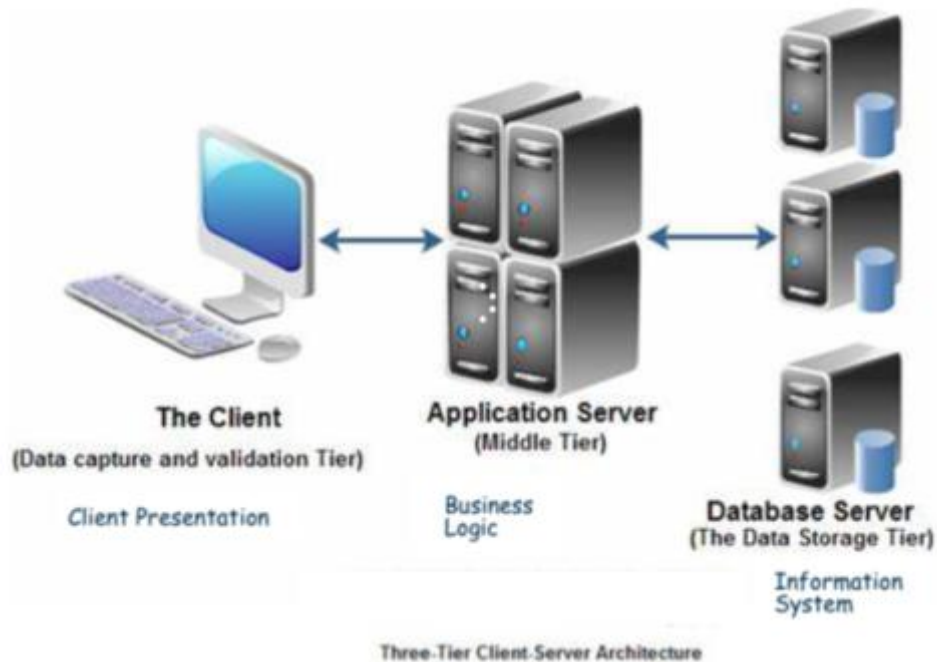 The Client
(Data capture and validation Tier)
Client Presentation
Application Server
(Middle Tier)
Business
Logic
Database Server
(The Data Storage Tier)
Information
System
Three-Tier Client-Server Architecture